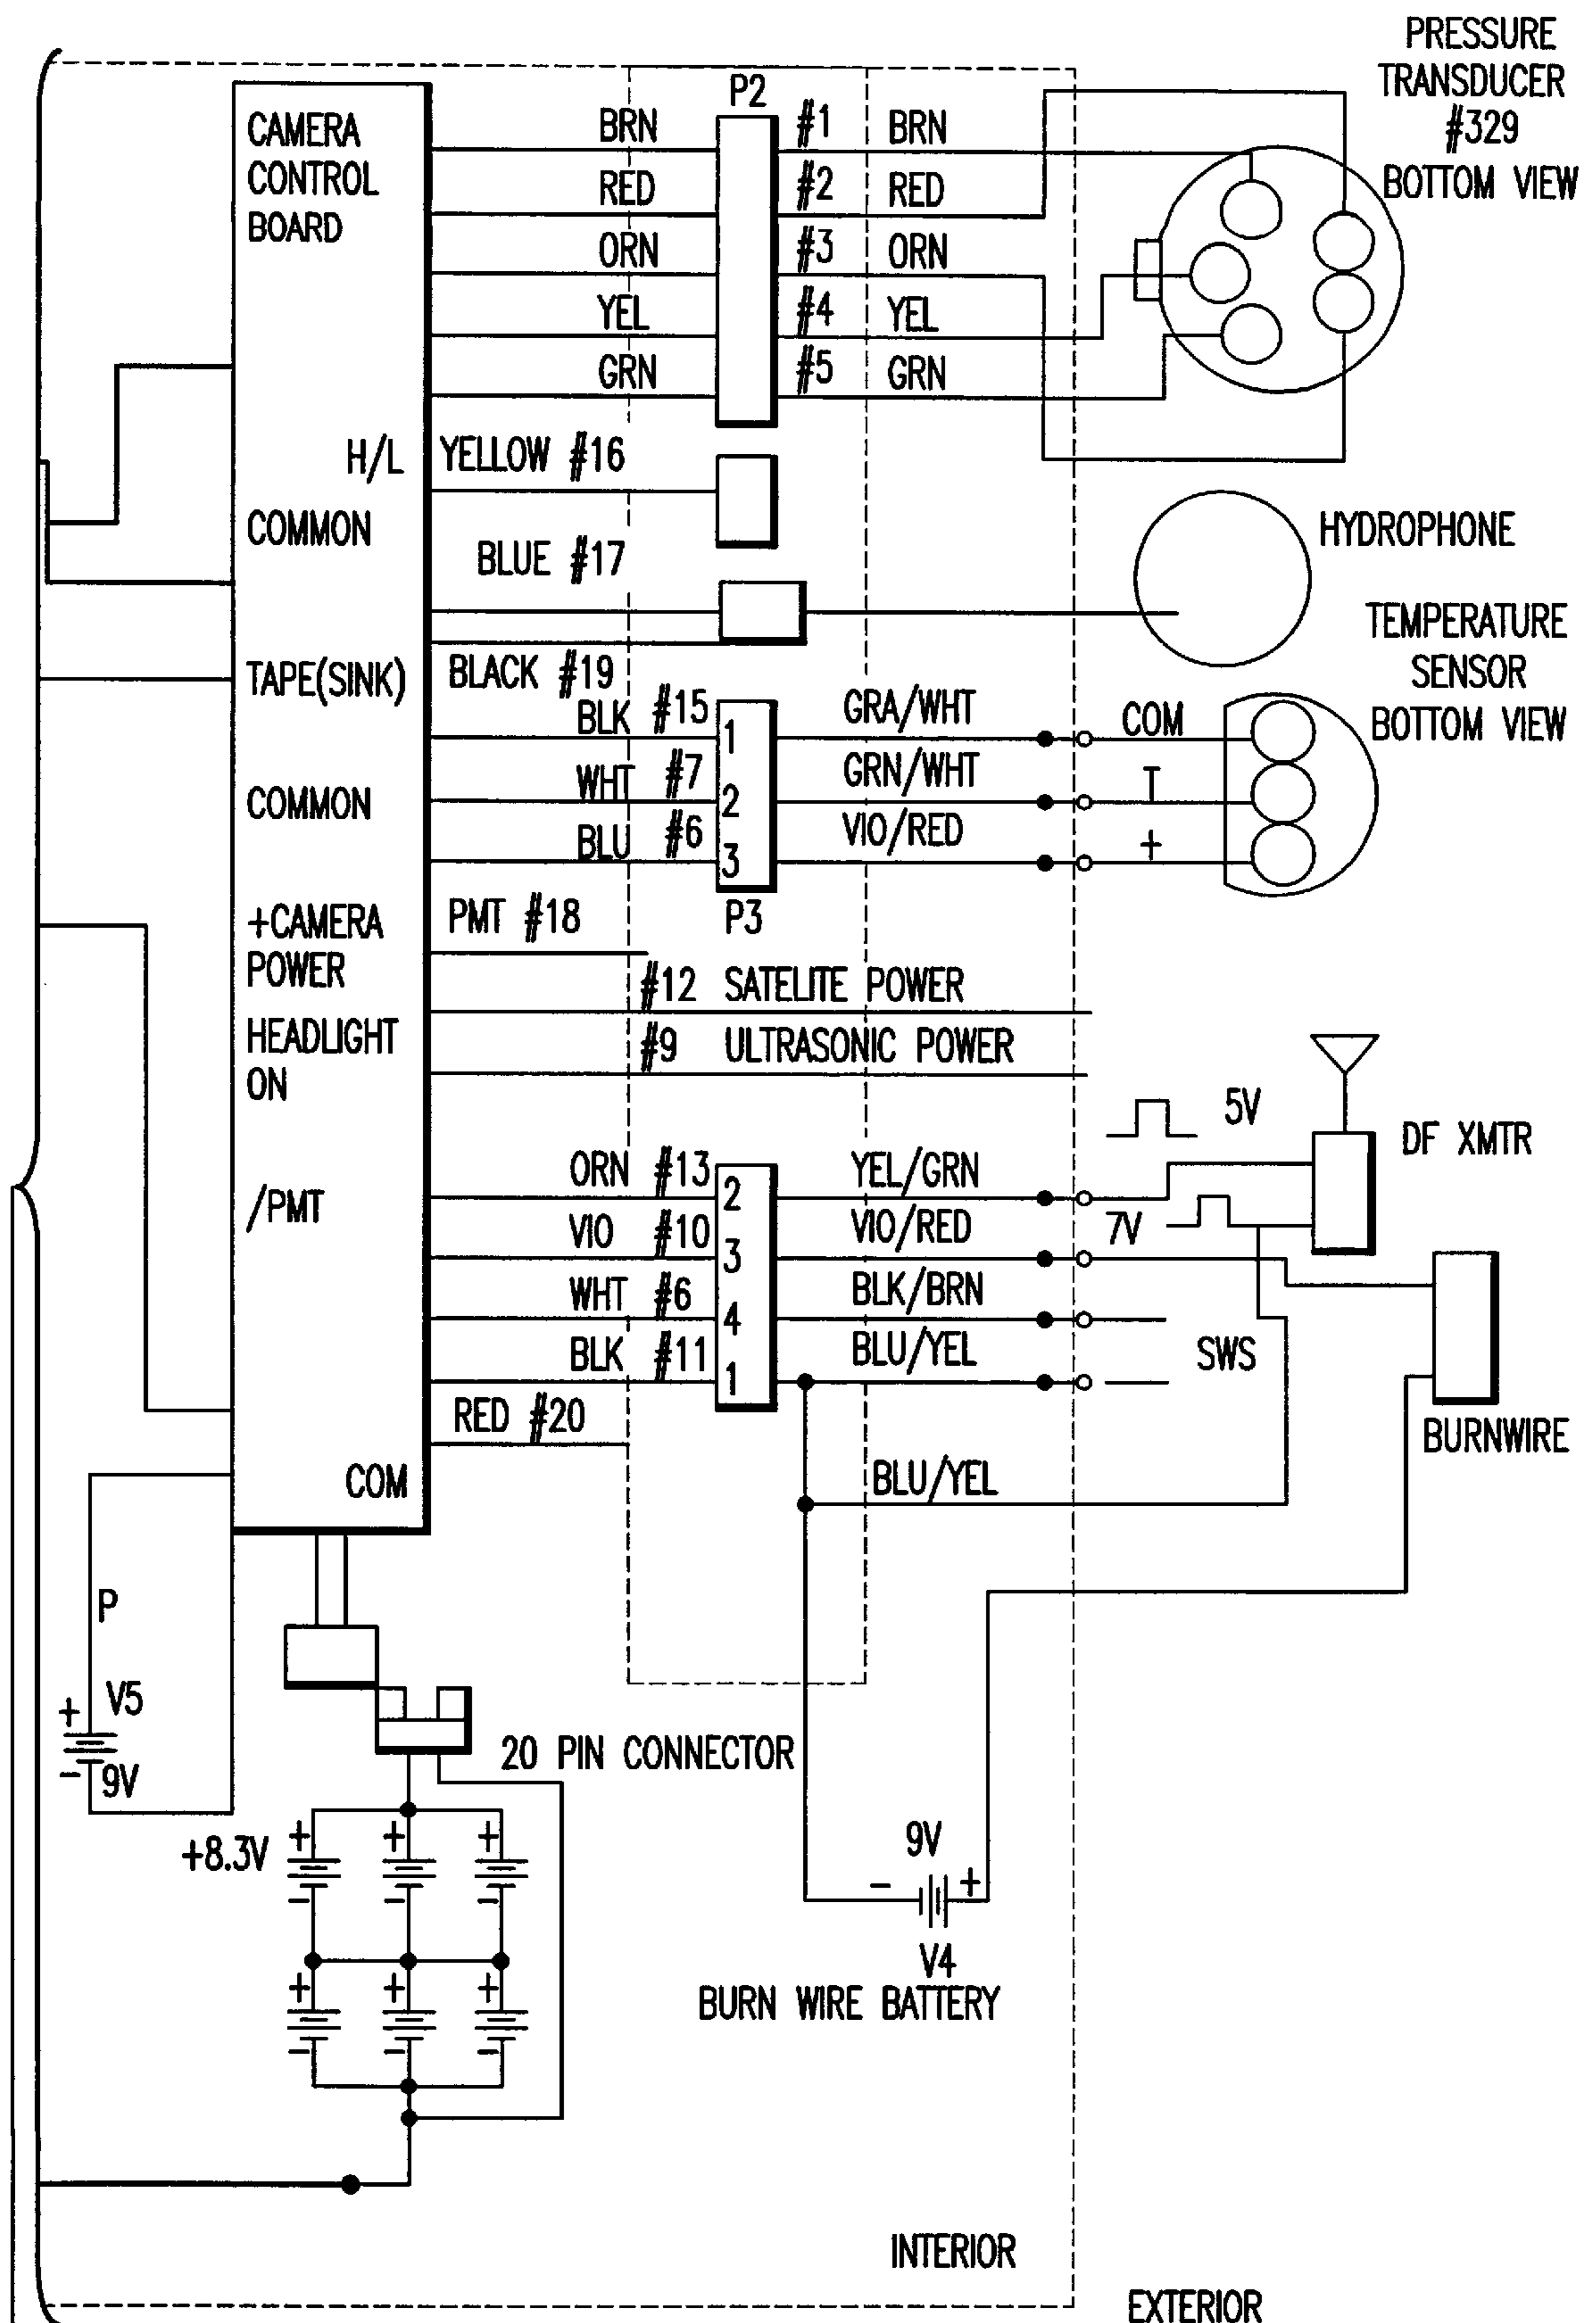 PRESSURE
TRANSDUCER
#329
BOTTOM VIEW
P2
CAMERA
CONTROL
BOARD
BRN #1 BRN
RED #2 RED
ORN #3 ORN
YEL #4 YEL
GRN #5 GRN
H/L YELLOW #16
COMMON
BLUE #17
HYDROPHONE
TEMPERATURE
SENSOR
BOTTOM VIEW
TAPE(SINK) BLACK #19
BLK #15 1 GRA/WHT COM
WHT #7 2 GRN/WHT T
COMMON
BLU #6 3 VIO/RED +
P3
+CAMERA
POWER
PMT #18
#12 SATELITE POWER
HEADLIGHT
ON
#9 ULTRASONIC POWER
5V
DF XMTR
/PMT
ORN #13 2 YEL/GRN
VIO #10 3 VIO/RED 7V
WHT #6 4 BLK/BRN
BLK #11 1 BLU/YEL SWS
RED #20
BURNWIRE
COM
BLU/YEL
P
+ V5
- 9V
20 PIN CONNECTOR
+8.3V + + +
- - -
+ + +
- - -
9V
- +
V4
BURN WIRE BATTERY
INTERIOR
EXTERIOR